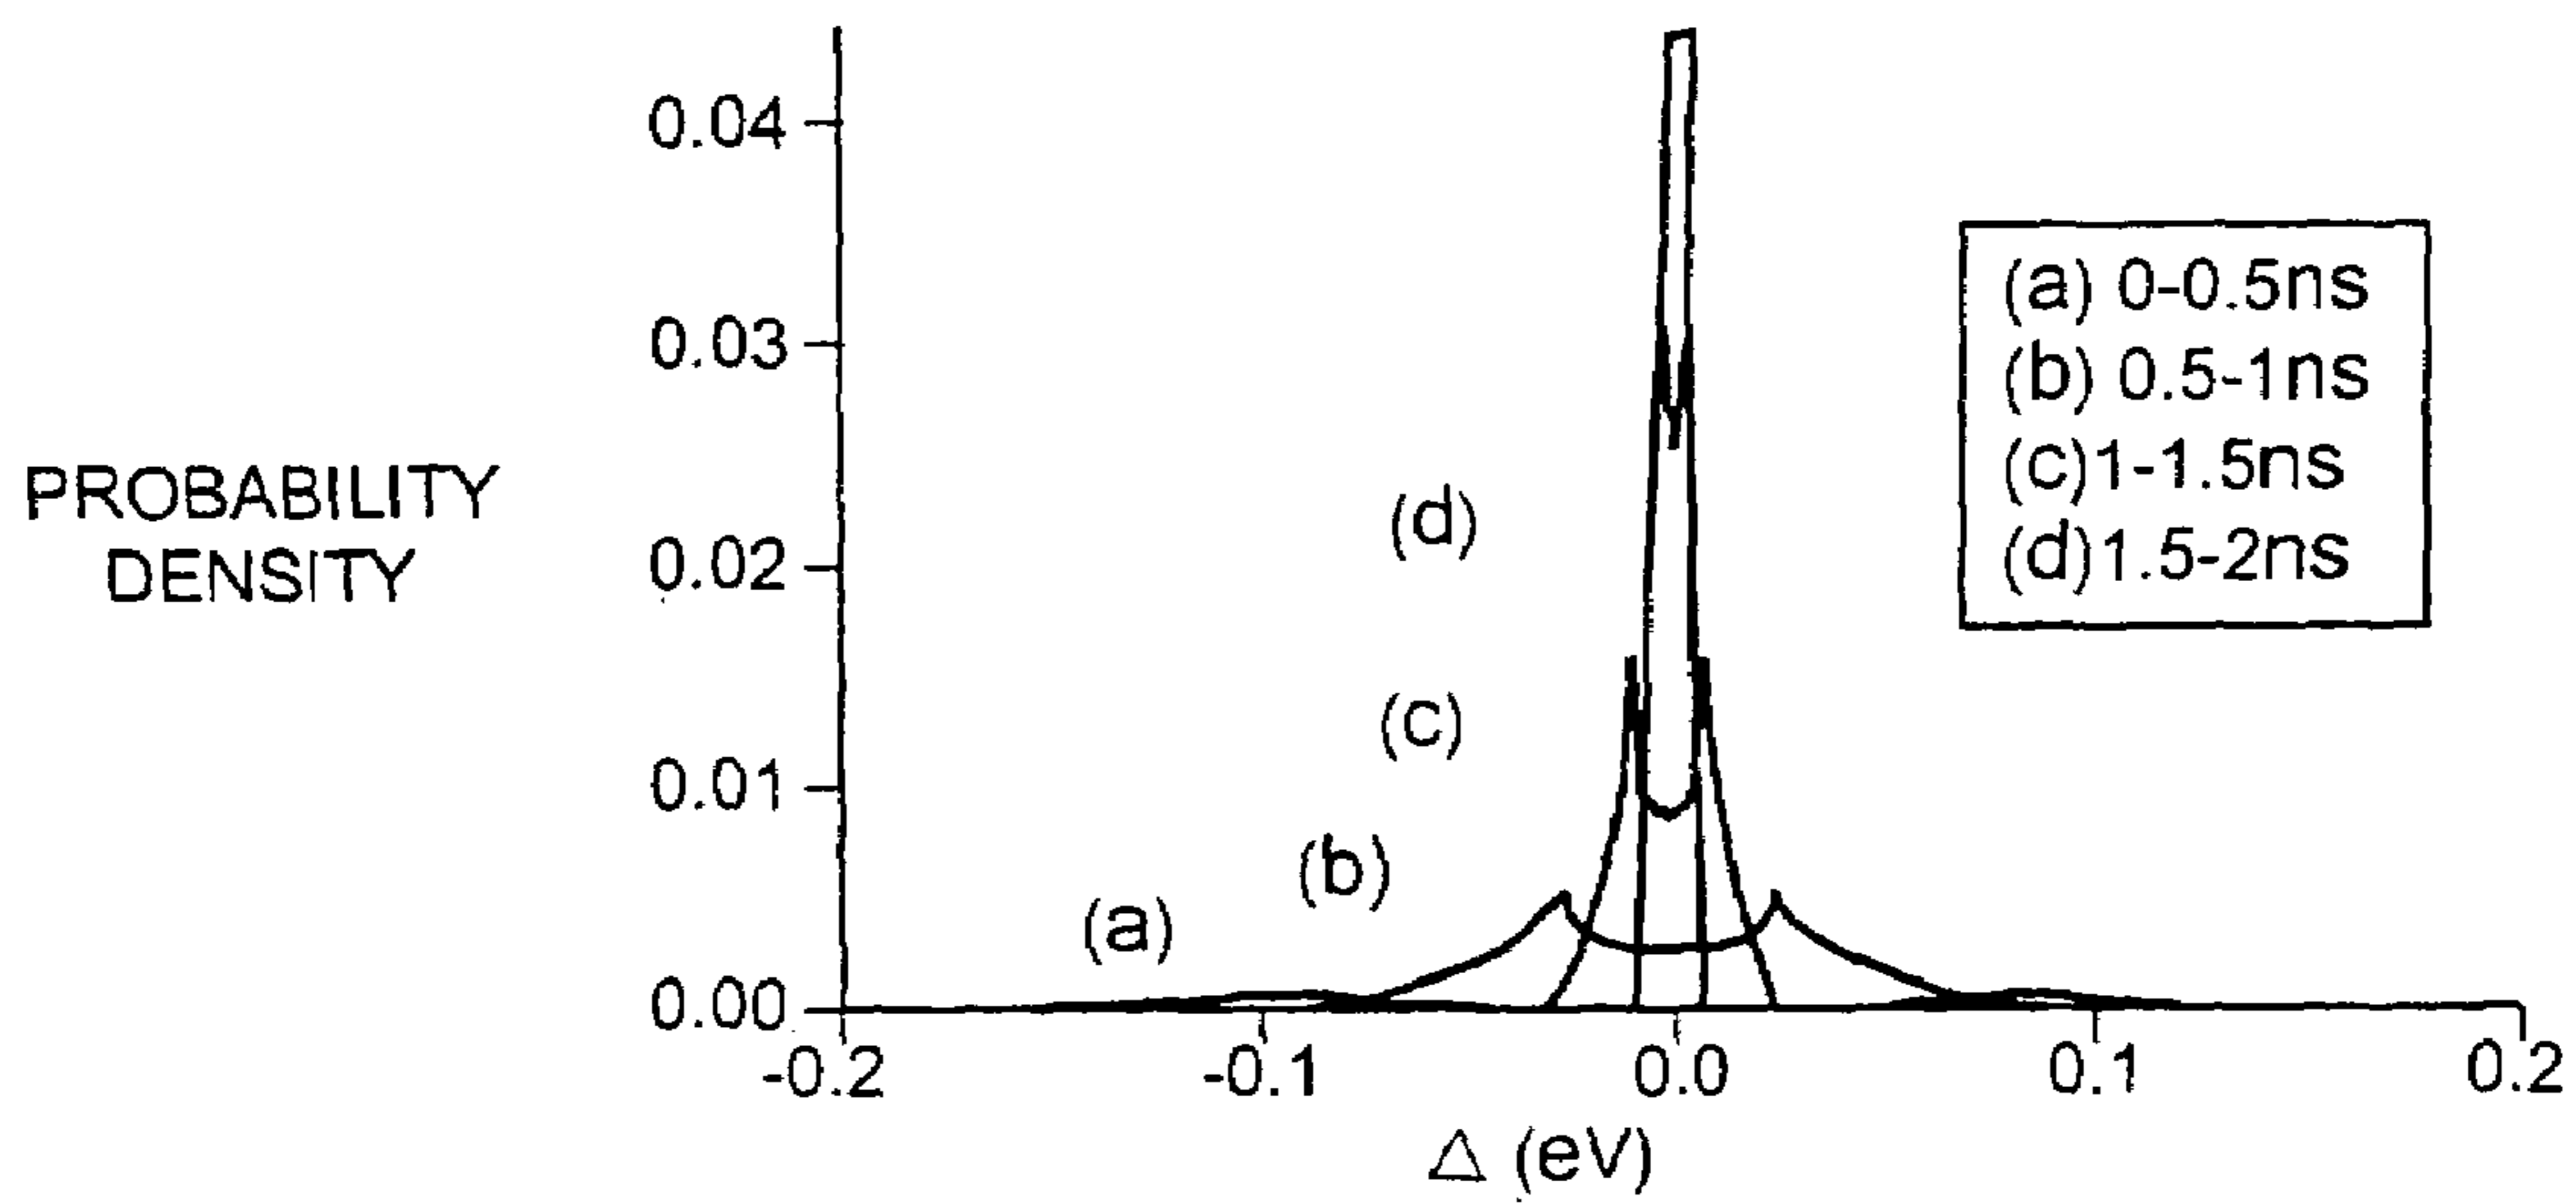 0.04
0.03
0.02
0.01
0.00
PROBABILITY
DENSITY
(a)
(b)
(c)
(d)
(a) 0-0.5ns
(b) 0.5-1ns
(c)1-1.5ns
(d)1.5-2ns
-0.2
-0.1
0.0
0.1
0.2
Δ (eV)